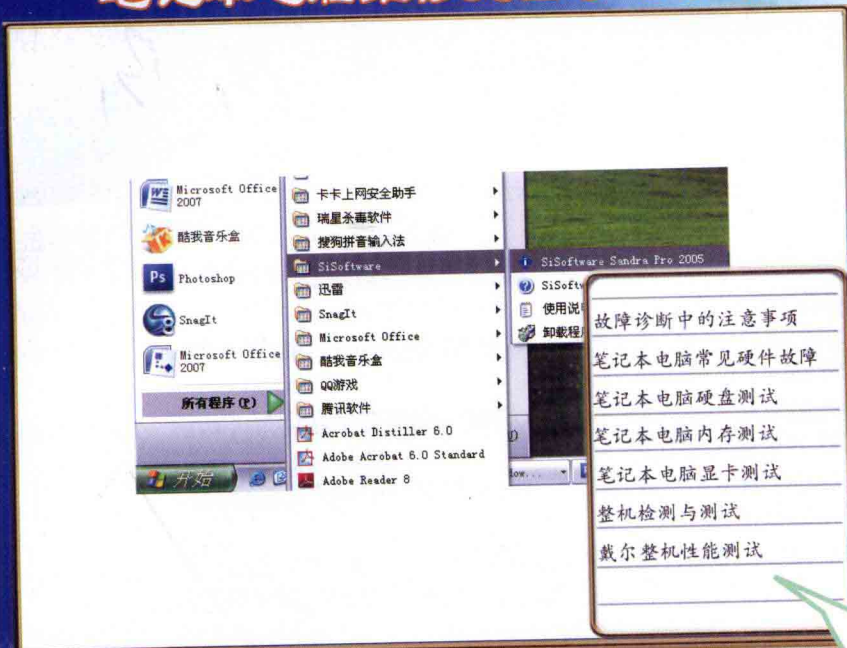 Microsoft Office
2007
酷我音乐盒
Ps Photoshop
SnagIt
Microsoft Office
2007
所有程序(P)
开始
卡卡上网安全助手
瑞星杀毒软件
搜狗拼音输入法
SiSoftware
迅雷
SnagIt
Microsoft Office
酷我音乐盒
QQ游戏
腾讯软件
Acrobat Distiller 6.0
Adobe Acrobat 6.0 Standard
Adobe Reader 8
SiSoftware Sandra Pro 2005
故障诊断中的注意事项
笔记本电脑常见硬件故障
笔记本电脑硬盘测试
笔记本电脑内存测试
笔记本电脑显卡测试
整机检测与测试
戴尔整机性能测试